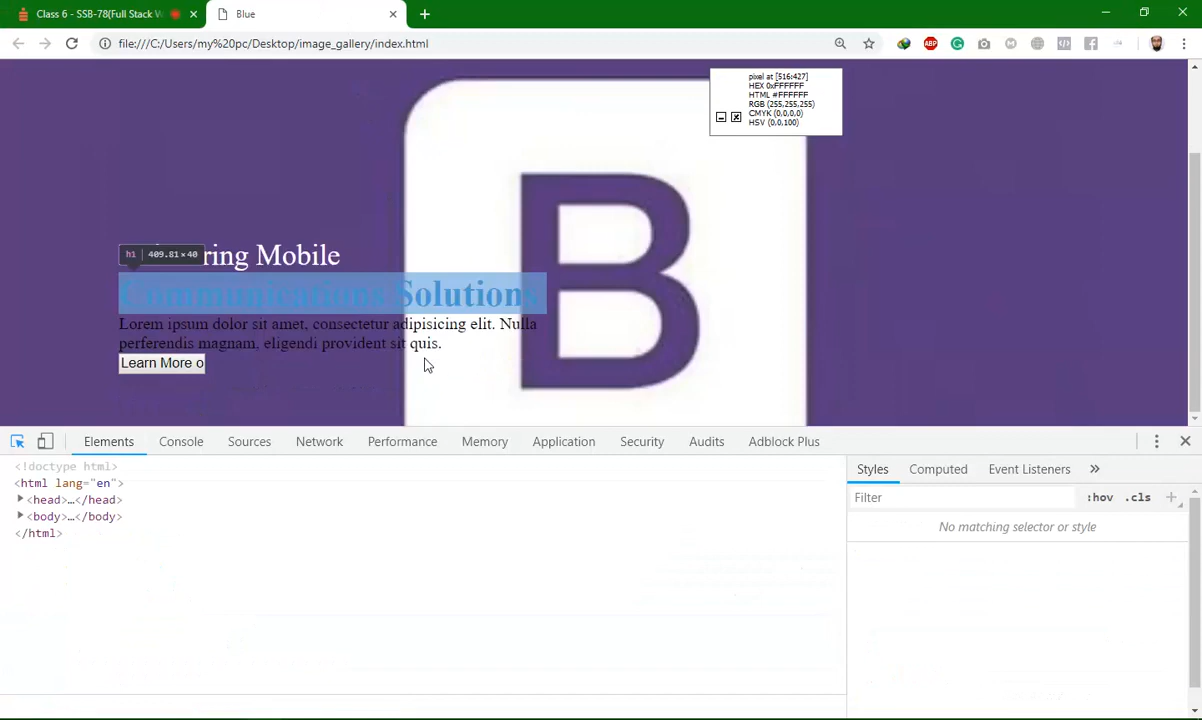 Class 6 - SSB-78(Full Stack W
Blue
file:///C:/Users/my%20pc/Desktop/image_gallery/index.html
ABP
pixel at [516:427]
HEX 0xFFFFFF
HTML #FFFFFF
RGB (255,255,255)
CMYK (0,0,0,0)
HSV (0,0,100)
B
ring Mobile
h1 409.81×40
Communications Solutions
Lorem ipsum dolor sit amet, consectetur adipisicing elit. Nulla
perferendis magnam, eligendi provident sit quis.
Learn More o
Elements Console Sources Network Performance Memory Application Security Audits Adblock Plus
<!doctype html>
<html lang="en">
<head>…</head>
<body>…</body>
</html>
Styles Computed Event Listeners »
Filter :hov .cls +
No matching selector or style